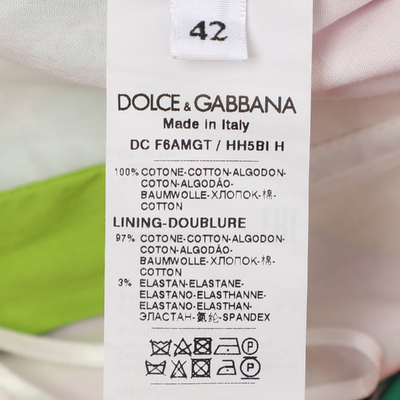 42
DOLCE & GABBANA
Made in Italy
DC F6AMGT / HH5BI H
100% COTONE-COTTON-ALGODON-
COTON-ALGODÃO-
BAUMWOLLE-ХЛОПОК-棉-
COTTON
LINING-DOUBLURE
97% COTONE-COTTON-ALGODON-
COTON-ALGODÃO-
BAUMWOLLE-ХЛОПОК-棉-
COTTON
3% ELASTAN-ELASTANE-
ELASTANO-ELASTHANNE-
ELASTANO-ELASTHAN-
ЭЛАСТАН-氨纶-SPANDEX